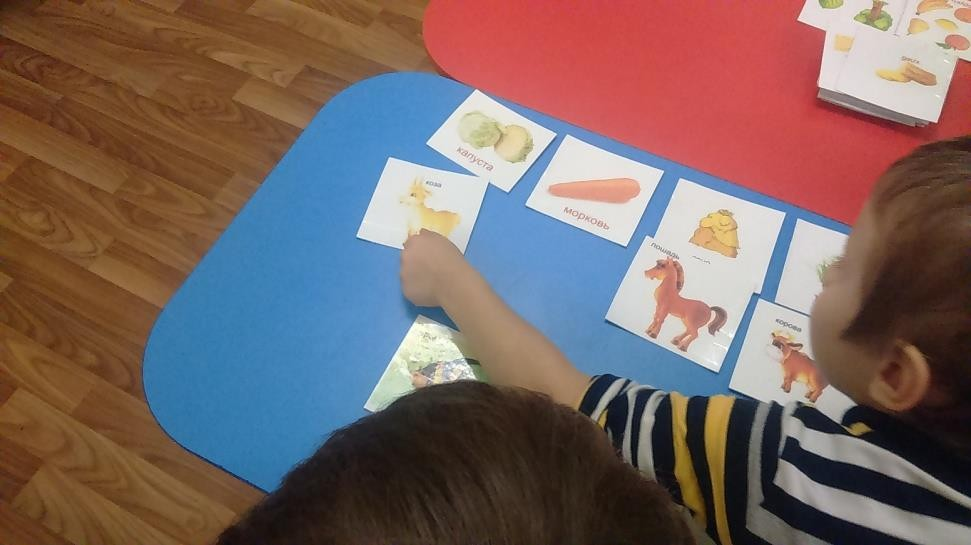 капуста
коза
морковь
лошадь
корова